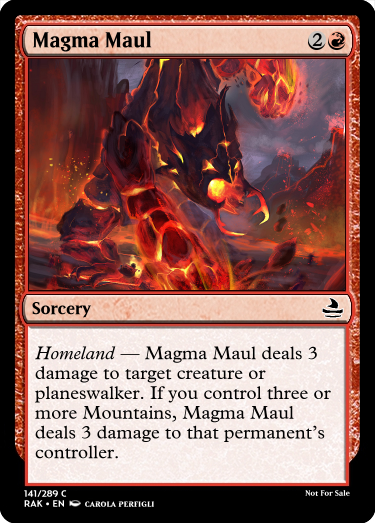 Magma Maul 2
Sorcery
Homeland — Magma Maul deals 3
damage to target creature or
planeswalker. If you control three or
more Mountains, Magma Maul
deals 3 damage to that permanent's
controller.
141/289 C Not For Sale
RAK • EN CAROLA PERFIGLI